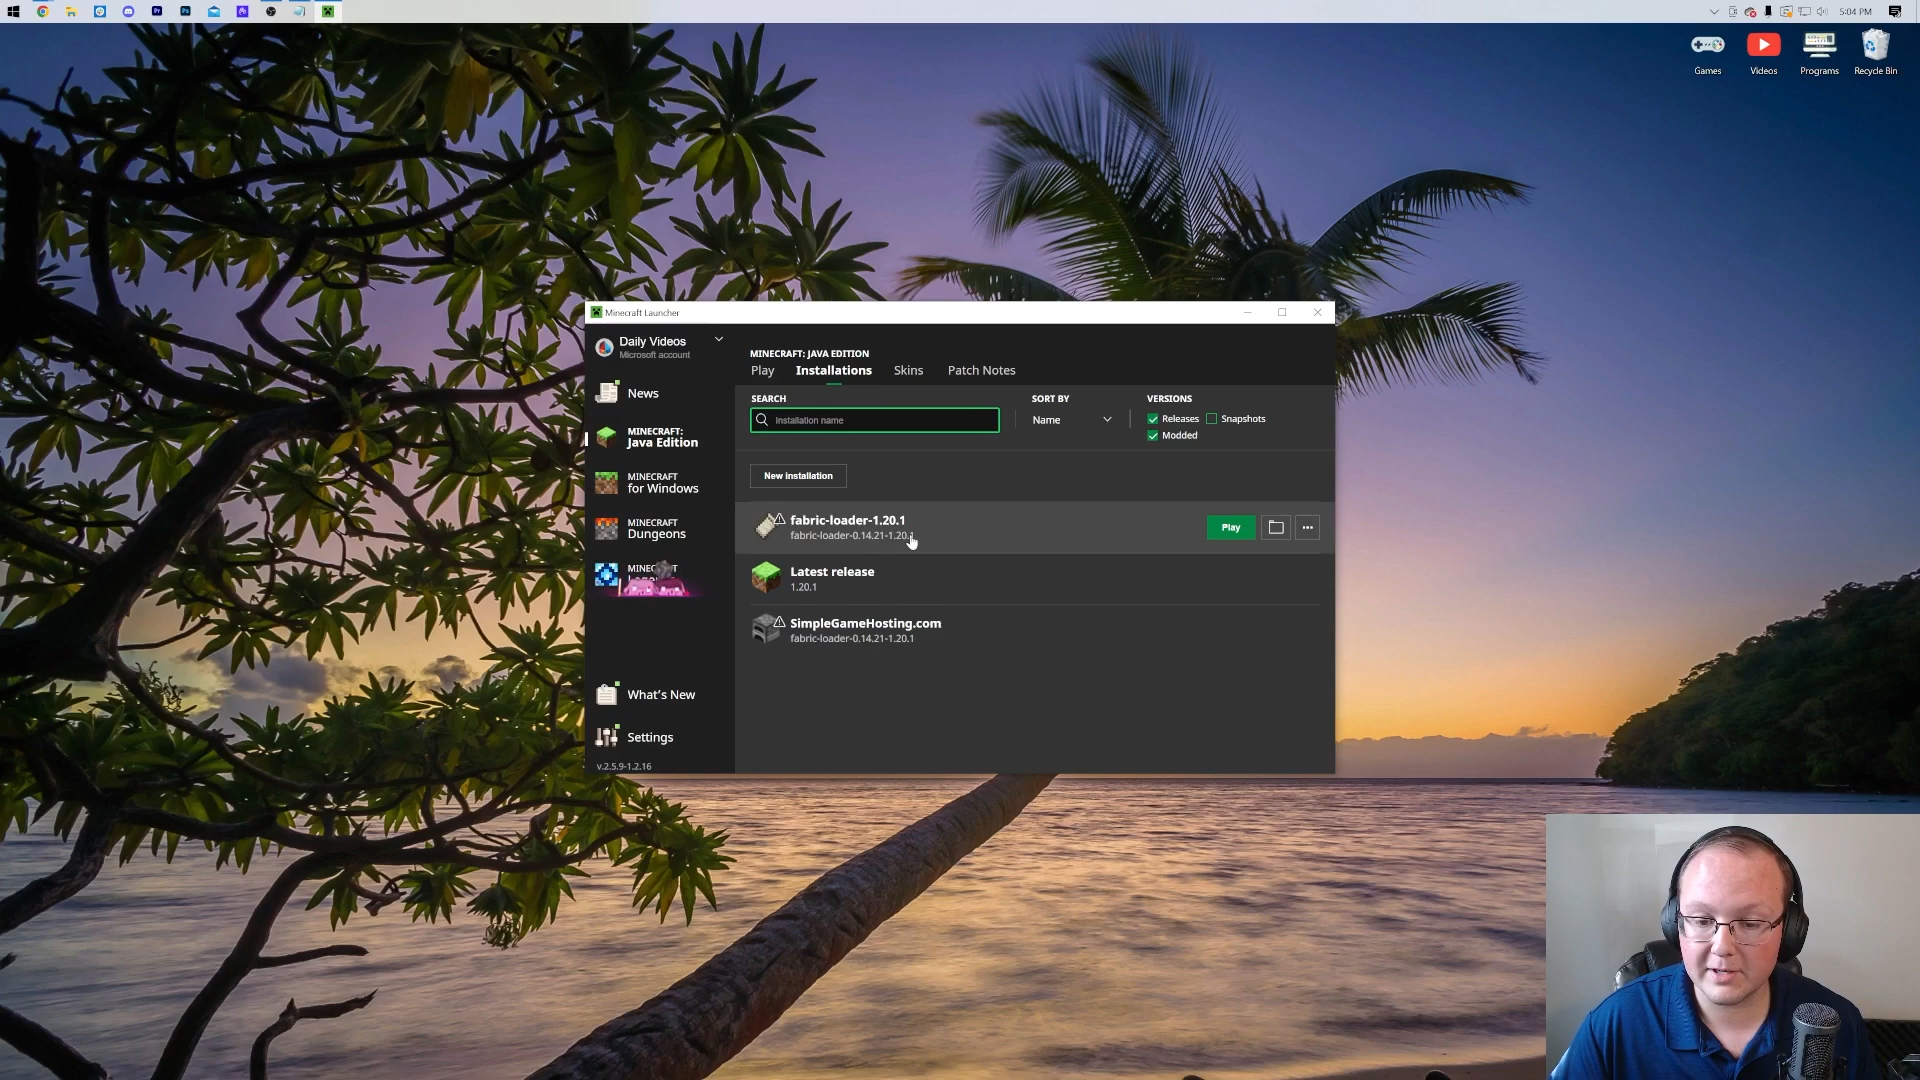 5:04 PM
Games
Videos
Programs
Recycle Bin
Minecraft Launcher
Daily Videos
Microsoft account
News
MINECRAFT:
Java Edition
MINECRAFT
for Windows
MINECRAFT
Dungeons
What's New
Settings
v.2.5.9-1.2.16
MINECRAFT: JAVA EDITION
Play
Installations
Skins
Patch Notes
SEARCH
Installation name
SORT BY
Name
VERSIONS
Releases
Snapshots
Modded
New installation
fabric-loader-1.20.1
fabric-loader-0.14.21-1.20.1
Play
Latest release
1.20.1
SimpleGameHosting.com
fabric-loader-0.14.21-1.20.1